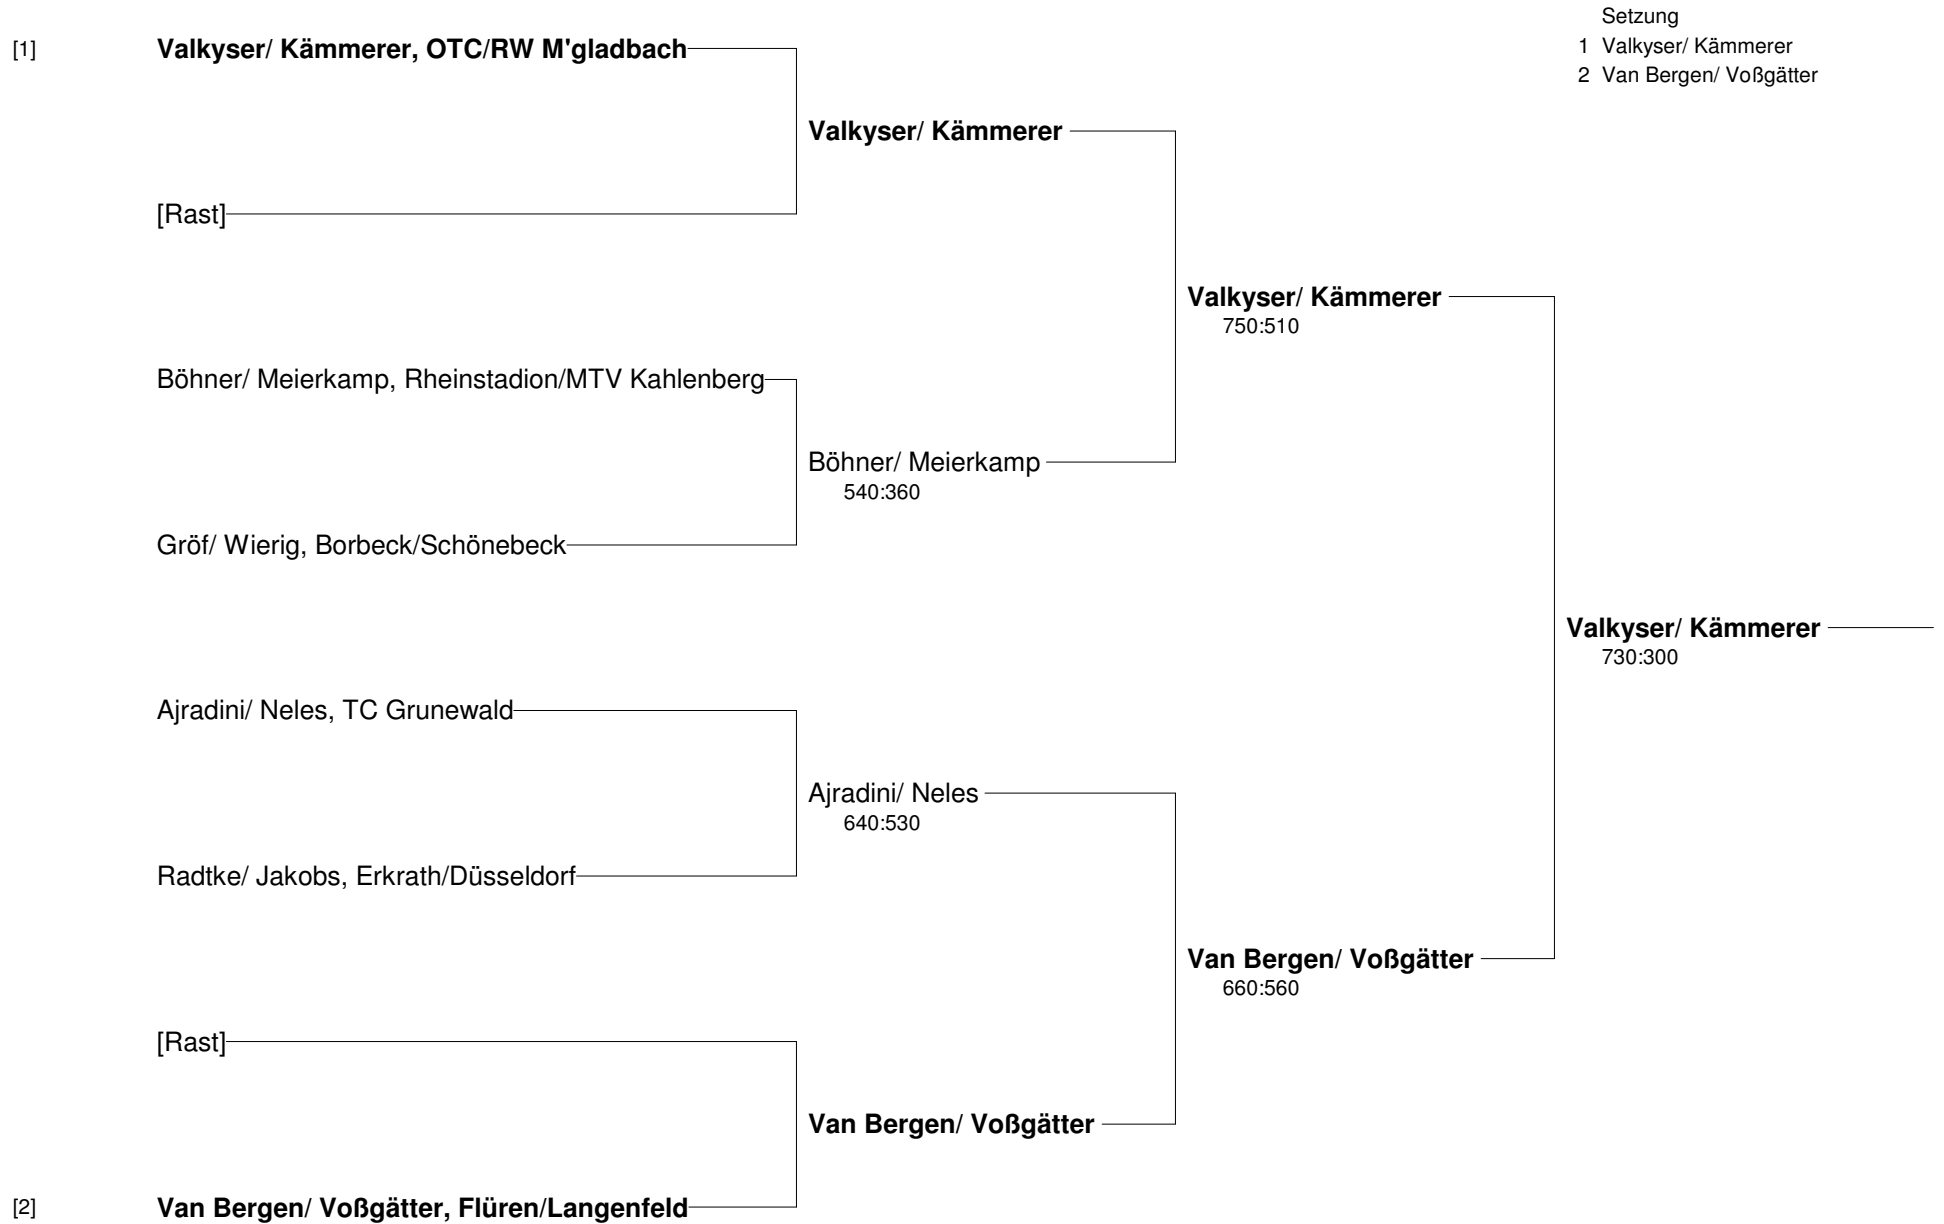 Setzung
1 Valkyser/ Kämmerer
2 Van Bergen/ Voßgätter
[1] Valkyser/ Kämmerer, OTC/RW M'gladbach
Valkyser/ Kämmerer
[Rast]
Valkyser/ Kämmerer
750:510
Böhner/ Meierkamp, Rheinstadion/MTV Kahlenberg
Böhner/ Meierkamp
540:360
Gröf/ Wierig, Borbeck/Schönebeck
Valkyser/ Kämmerer
730:300
Ajradini/ Neles, TC Grunewald
Ajradini/ Neles
640:530
Radtke/ Jakobs, Erkrath/Düsseldorf
Van Bergen/ Voßgätter
660:560
[Rast]
Van Bergen/ Voßgätter
[2] Van Bergen/ Voßgätter, Flüren/Langenfeld